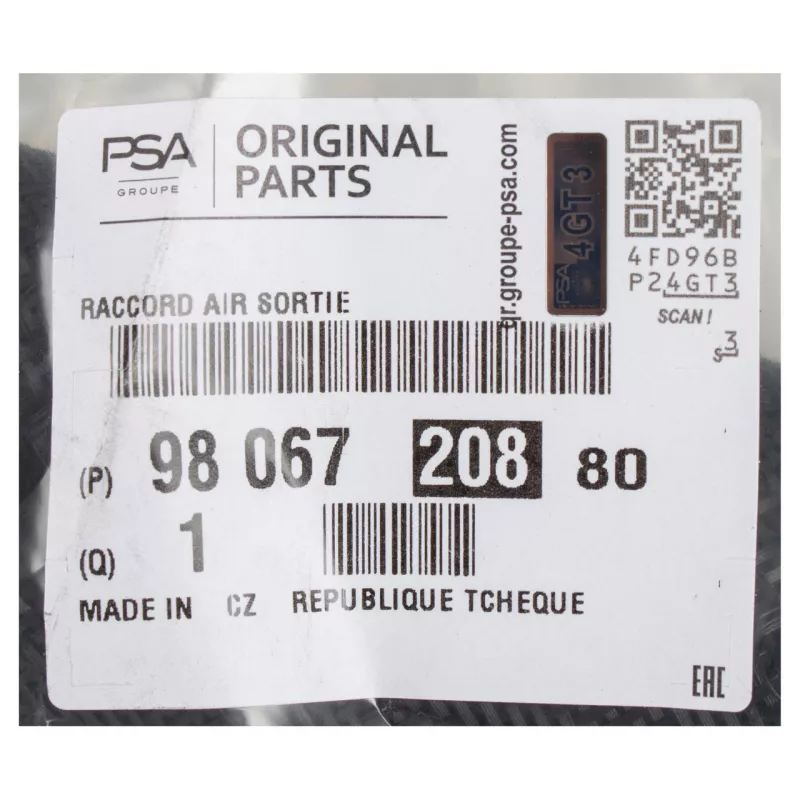 PSA
GROUPE
ORIGINAL
PARTS
qr.groupe-psa.com
PSA 4GT3
4FD96B
P24GT3
SCAN!
S3
RACCORD AIR SORTIE
(P) 98 067 208 80
(Q) 1
MADE IN CZ REPUBLIQUE TCHEQUE
EAC